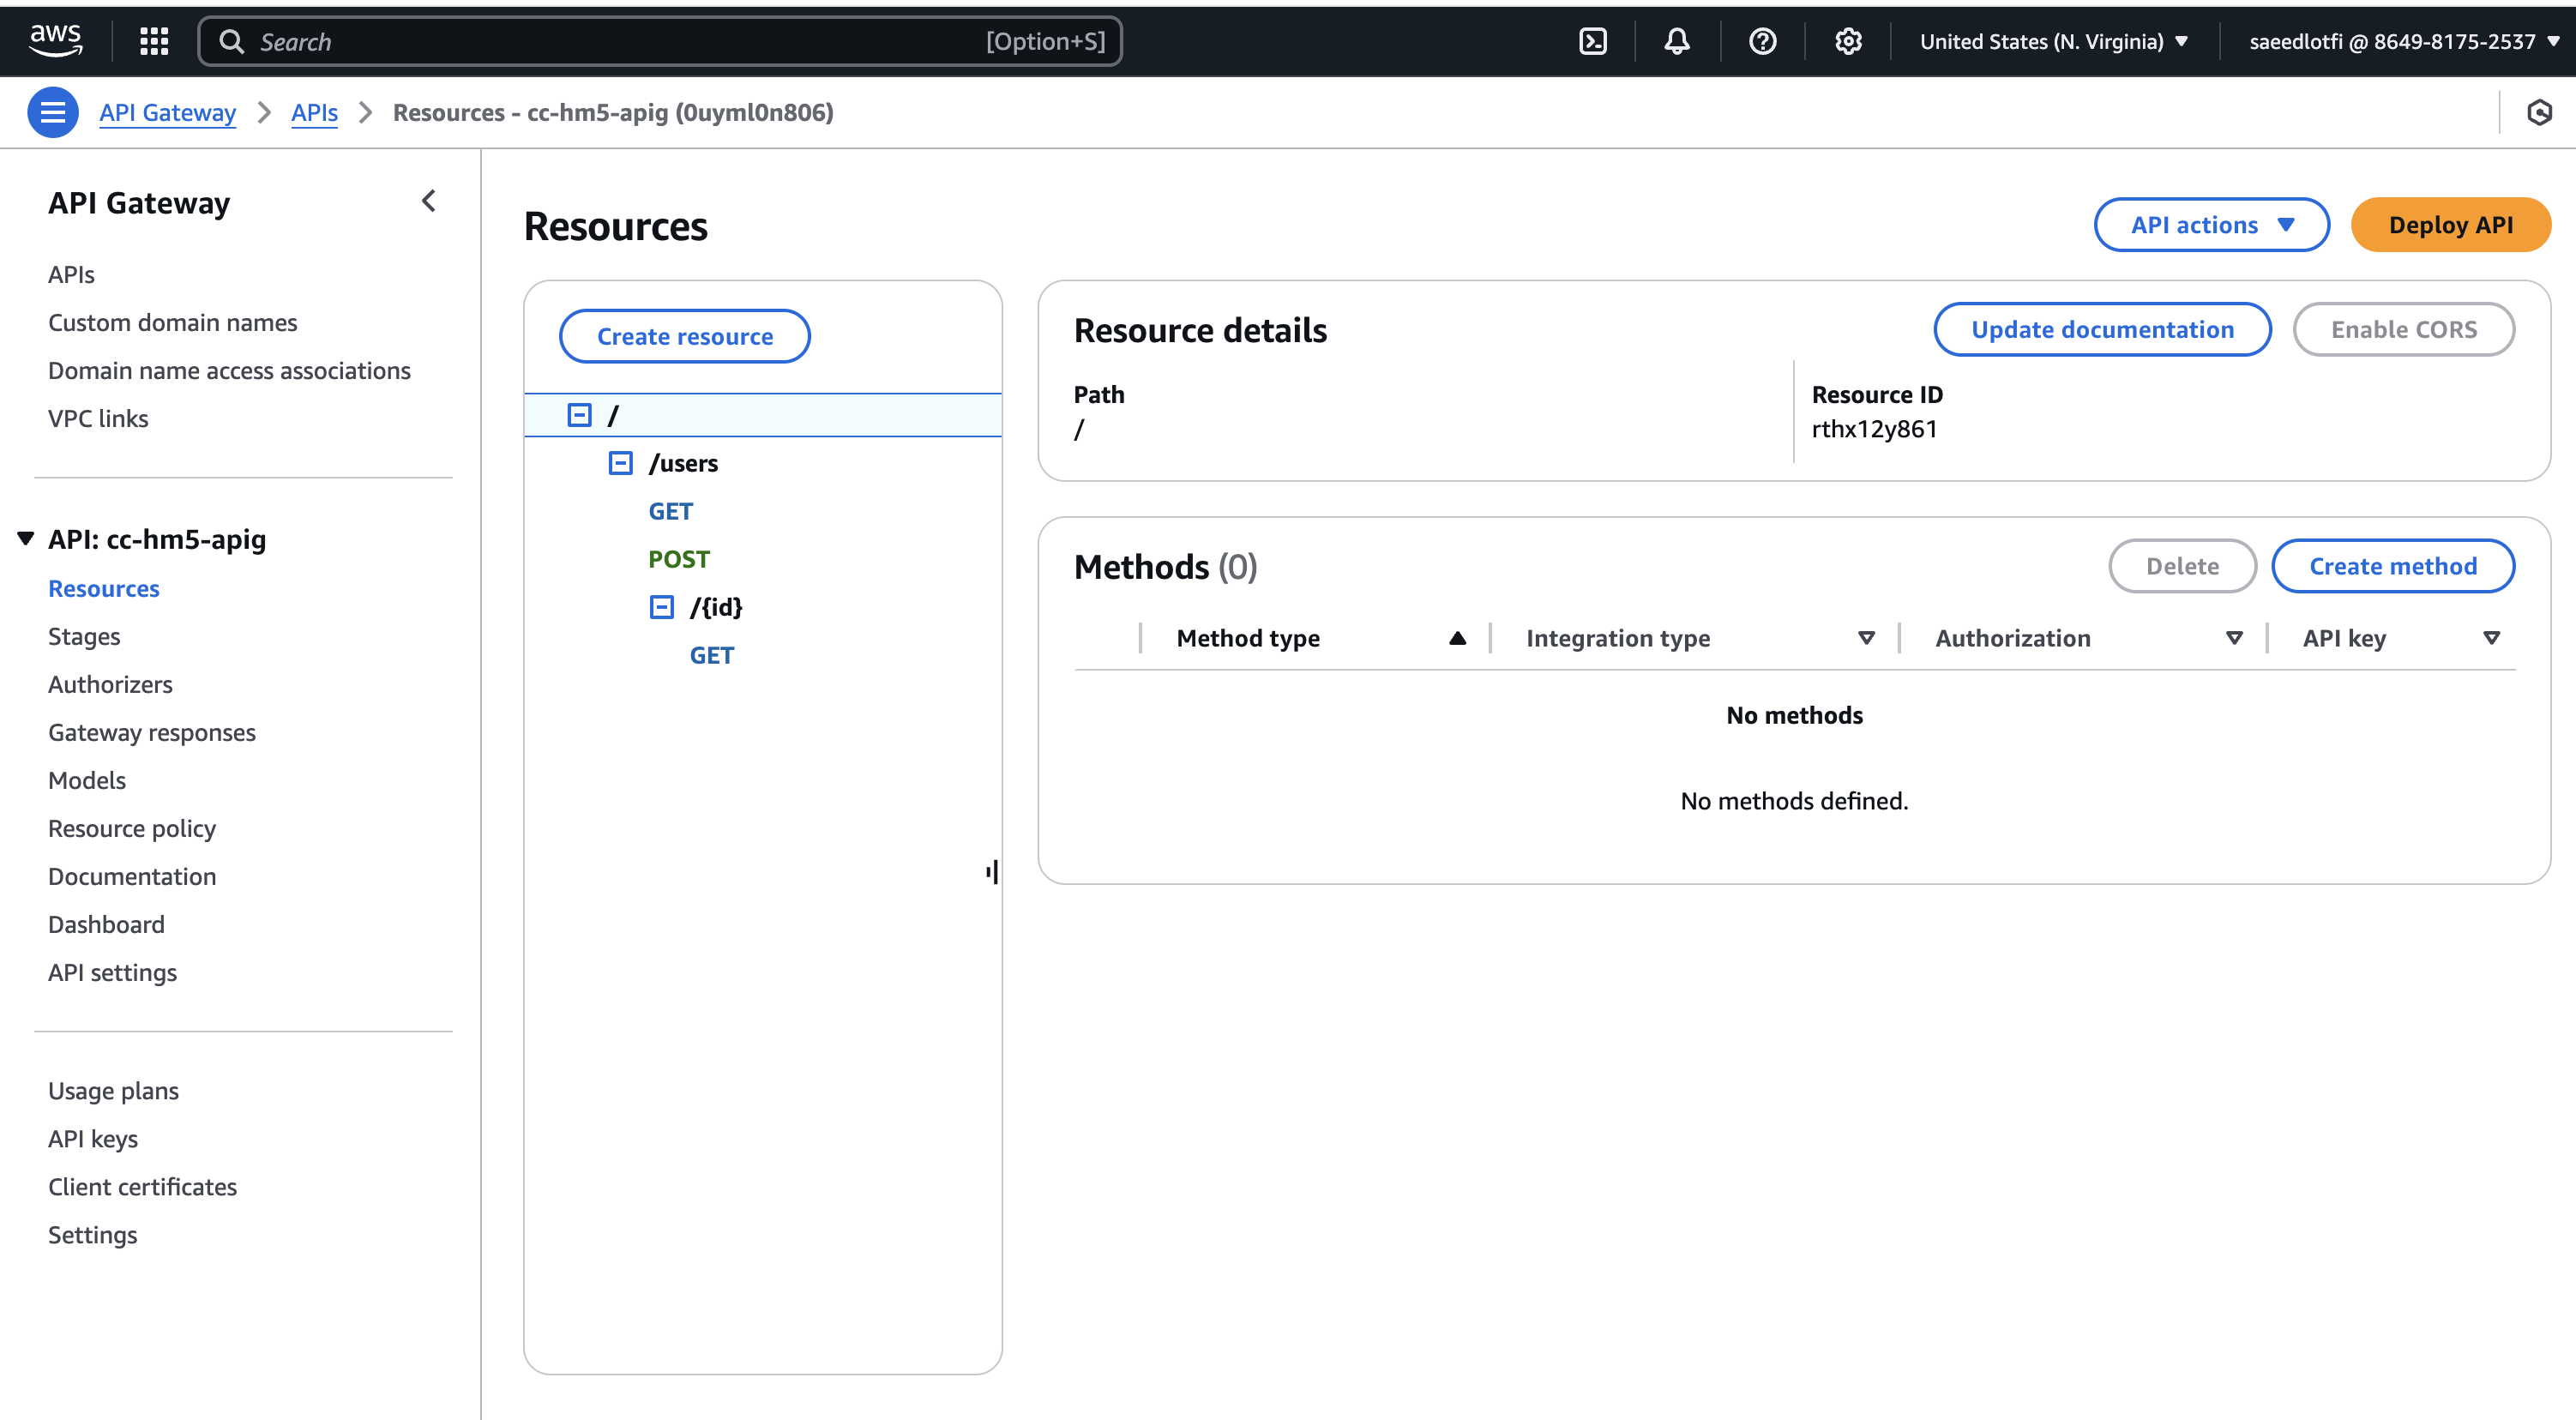 aws
Search
[Option+S]
United States (N. Virginia)
saeedlotfi @ 8649-8175-2537
API Gateway
APIs
Resources - cc-hm5-apig (0uyml0n806)
API Gateway
APIs
Custom domain names
Domain name access associations
VPC links
API: cc-hm5-apig
Resources
Stages
Authorizers
Gateway responses
Models
Resource policy
Documentation
Dashboard
API settings
Usage plans
API keys
Client certificates
Settings
Resources
API actions
Deploy API
Create resource
/
/users
GET
POST
/{id}
GET
Resource details
Update documentation
Enable CORS
Path
/
Resource ID
rthx12y861
Methods (0)
Delete
Create method
Method type
Integration type
Authorization
API key
No methods
No methods defined.